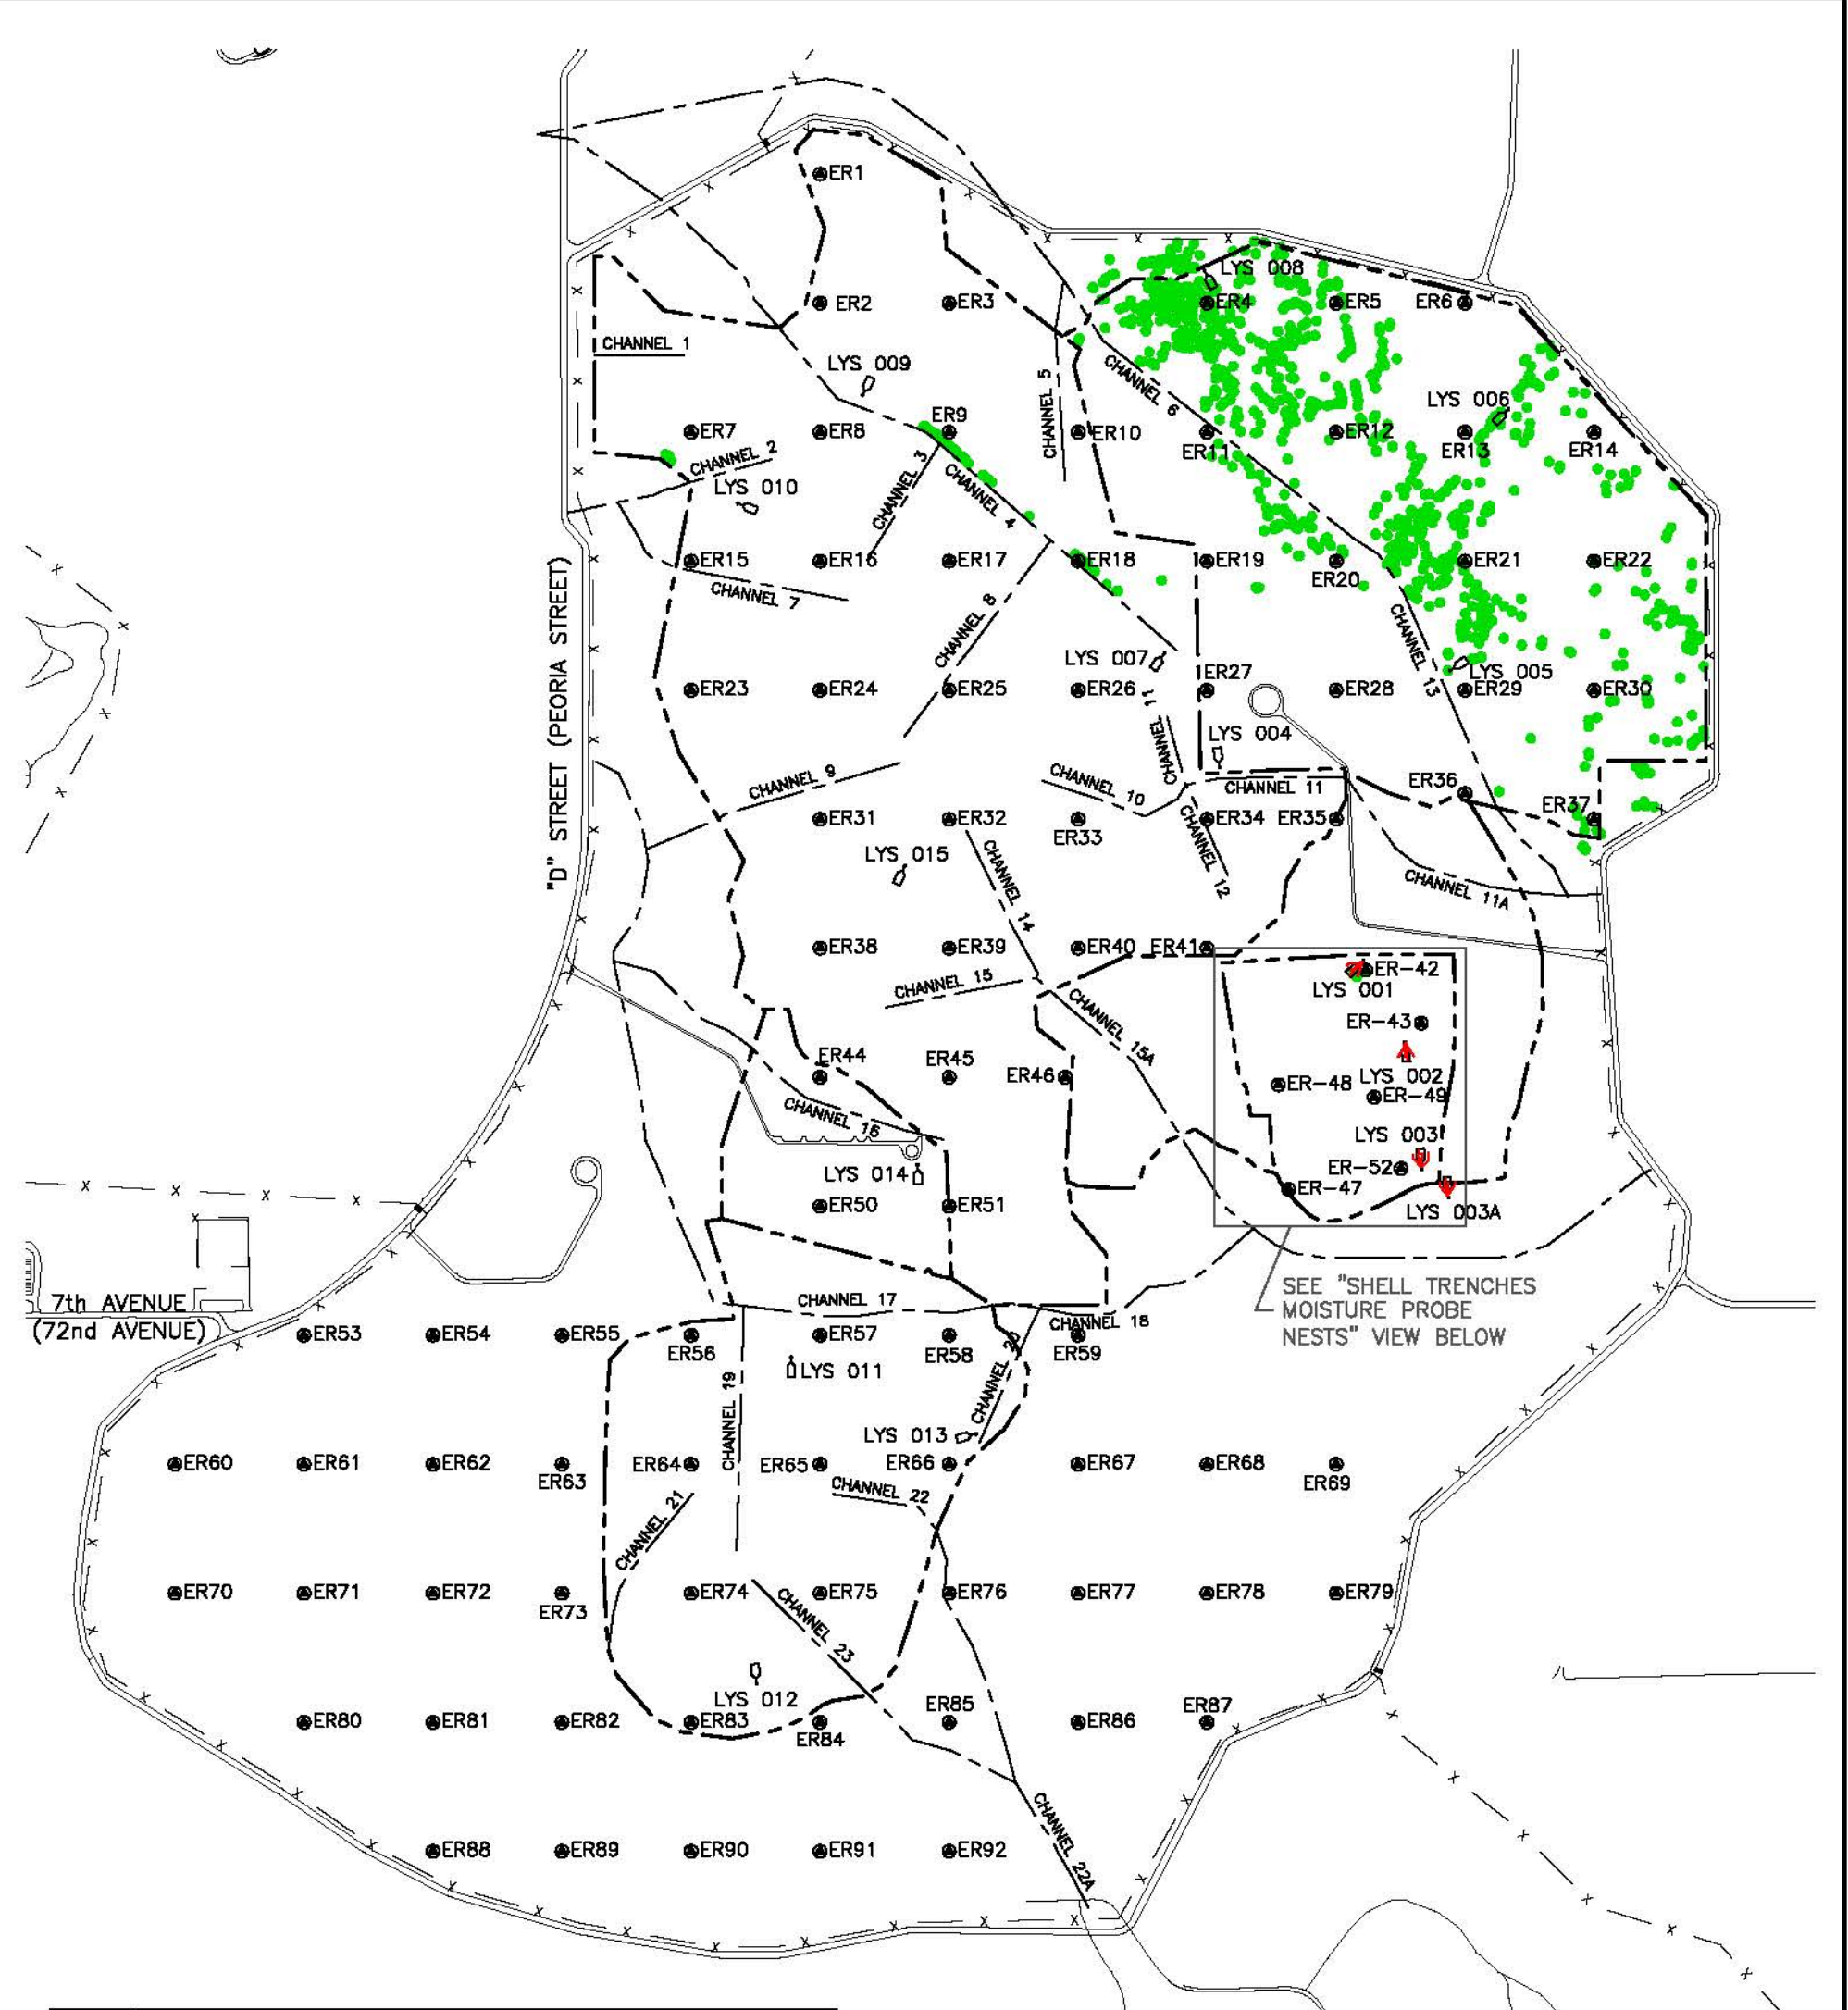 ER1
LYS 008
ER2
ER3
ER4
ER5
ER6
CHANNEL 1
LYS 009
CHANNEL 5
CHANNEL 6
LYS 006
ER7
ER8
ER9
ER10
ER11
ER12
ER13
ER14
CHANNEL 2
CHANNEL 3
CHANNEL 4
LYS 010
ER15
ER16
ER17
ER18
ER19
ER20
ER21
ER22
CHANNEL 7
CHANNEL 8
CHANNEL 13
"D" STREET (PEORIA STREET)
LYS 007
LYS 005
ER23
ER24
ER25
ER26
ER27
ER28
ER29
ER30
CHANNEL 11
LYS 004
CHANNEL 9
CHANNEL 10
CHANNEL 11
ER36
ER37
ER31
ER32
ER33
ER34
ER35
LYS 015
CHANNEL 14
CHANNEL 12
CHANNEL 11A
ER38
ER39
ER40
ER41
ER-42
LYS 001
CHANNEL 15
CHANNEL 15A
ER-43
ER44
ER45
ER46
ER-48
LYS 002
ER-49
CHANNEL 16
LYS 003
ER-52
LYS 014
ER-47
ER50
ER51
LYS 003A
SEE "SHELL TRENCHES
MOISTURE PROBE
NESTS" VIEW BELOW
7th AVENUE
(72nd AVENUE)
CHANNEL 17
CHANNEL 18
ER53
ER54
ER55
ER56
ER57
ER58
ER59
CHANNEL 20
LYS 011
CHANNEL 19
LYS 013
ER60
ER61
ER62
ER63
ER64
ER65
ER66
ER67
ER68
ER69
CHANNEL 22
CHANNEL 21
ER70
ER71
ER72
ER73
ER74
ER75
ER76
ER77
ER78
ER79
CHANNEL 23
LYS 012
ER80
ER81
ER82
ER83
ER84
ER85
ER86
ER87
CHANNEL 22A
ER88
ER89
ER90
ER91
ER92